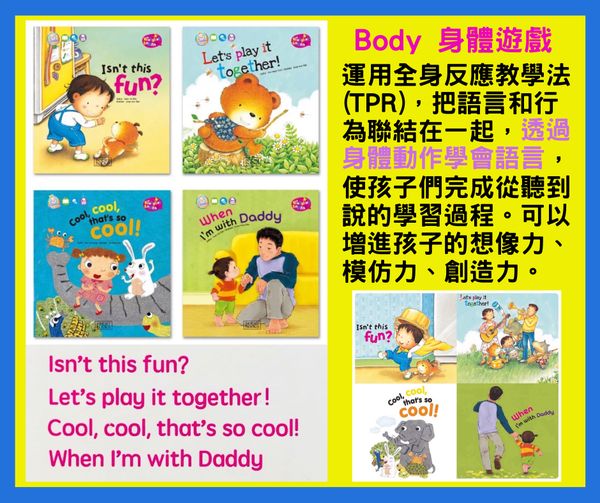 Isn't this
fun?
Let's play it
together!
Cool, cool,
that's so
cool!
When
I'm with Daddy
Isn't this fun?
Let's play it together!
Cool, cool, that's so cool!
When I'm with Daddy
Body 身體遊戲
運用全身反應教學法
(TPR)，把語言和行
為聯結在一起，透過
身體動作學會語言，
使孩子們完成從聽到
說的學習過程。可以
增進孩子的想像力、
模仿力、創造力。
Isn't this
fun?
Let's play it
Together!
Cool, cool,
that's so
cool!
When
I'm with Daddy